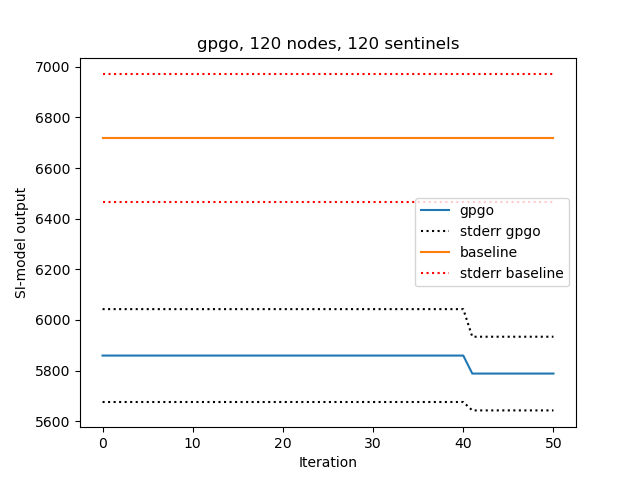 gpgo, 120 nodes, 120 sentinels
7000
6800
6600
6400
6200
6000
5800
5600
SI-model output
gpgo
stderr gpgo
baseline
stderr baseline
0
10
20
30
40
50
Iteration